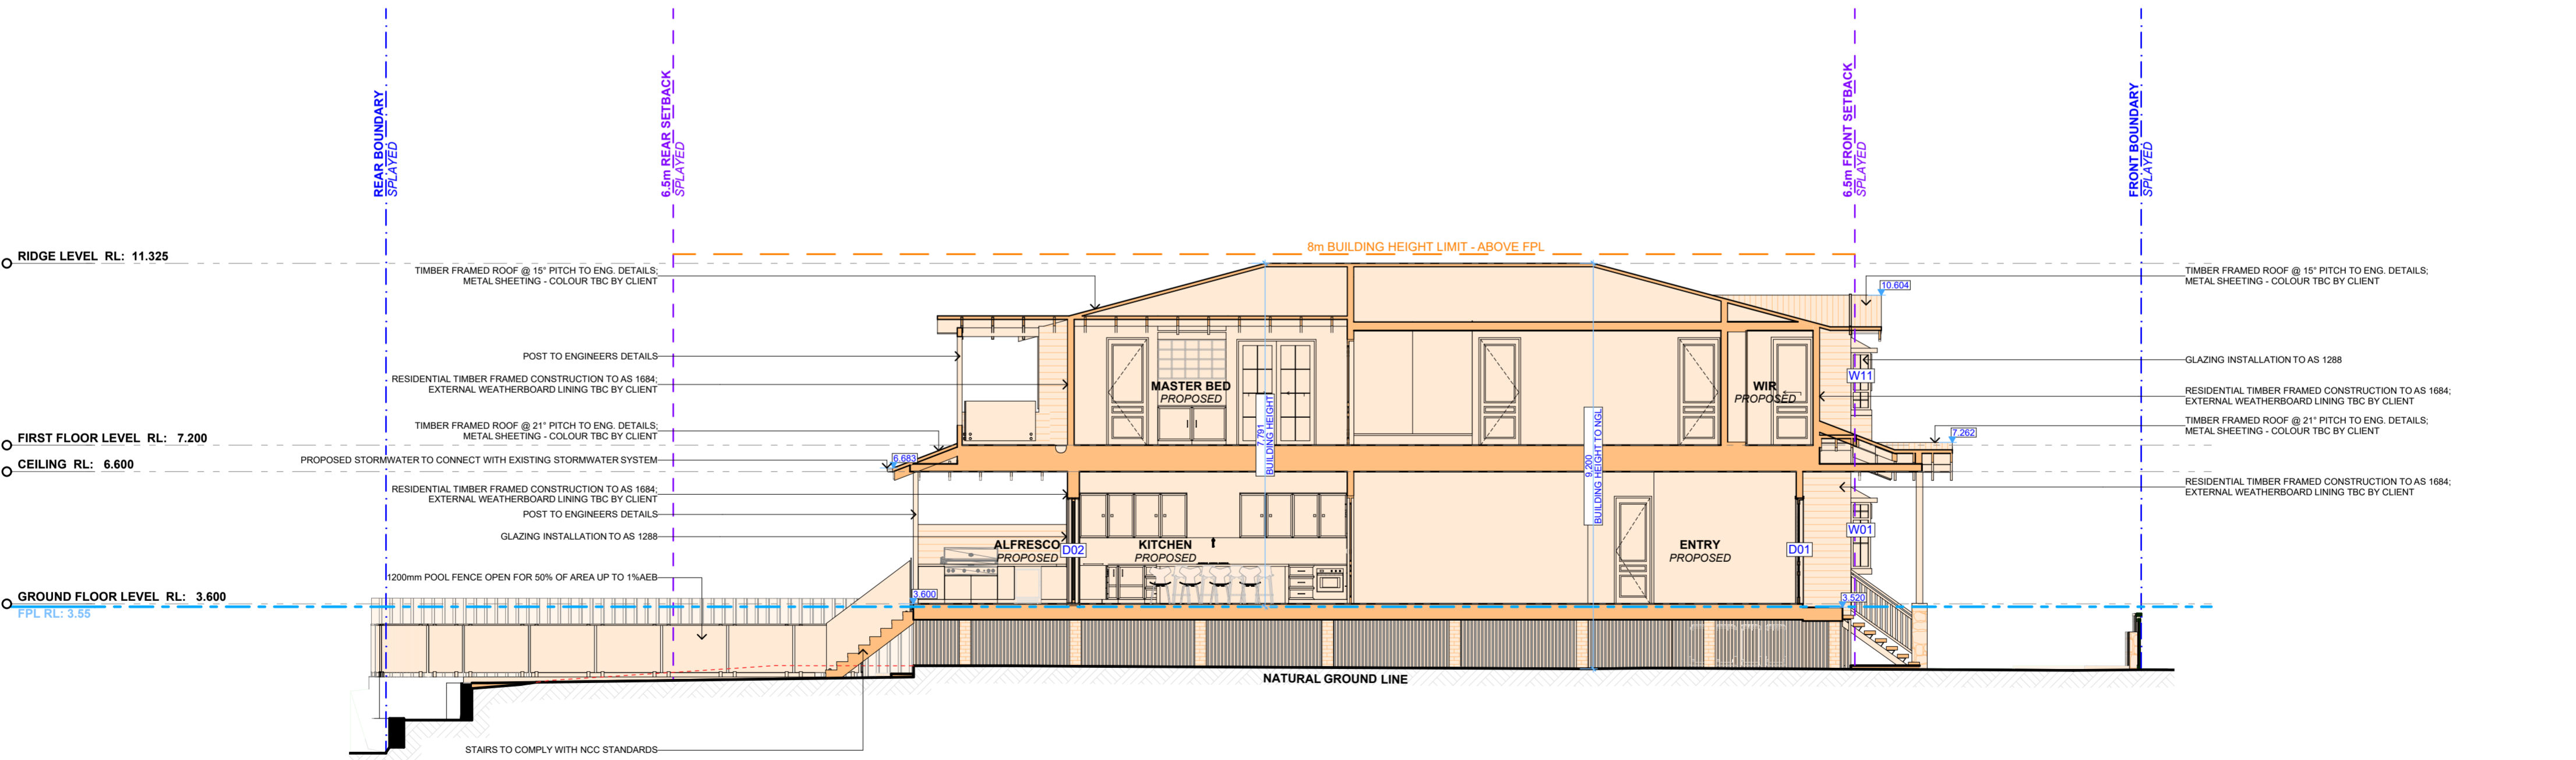 REAR BOUNDARY
SPLAYED
6.5m REAR SETBACK
SPLAYED
6.5m FRONT SETBACK
SPLAYED
FRONT BOUNDARY
SPLAYED
8m BUILDING HEIGHT LIMIT - ABOVE FPL
RIDGE LEVEL RL: 11.325
FIRST FLOOR LEVEL RL: 7.200
CEILING RL: 6.600
GROUND FLOOR LEVEL RL: 3.600
FPL RL: 3.55
TIMBER FRAMED ROOF @ 15° PITCH TO ENG. DETAILS;
METAL SHEETING - COLOUR TBC BY CLIENT
POST TO ENGINEERS DETAILS
RESIDENTIAL TIMBER FRAMED CONSTRUCTION TO AS 1684;
EXTERNAL WEATHERBOARD LINING TBC BY CLIENT
TIMBER FRAMED ROOF @ 21° PITCH TO ENG. DETAILS;
METAL SHEETING - COLOUR TBC BY CLIENT
PROPOSED STORMWATER TO CONNECT WITH EXISTING STORMWATER SYSTEM
RESIDENTIAL TIMBER FRAMED CONSTRUCTION TO AS 1684;
EXTERNAL WEATHERBOARD LINING TBC BY CLIENT
POST TO ENGINEERS DETAILS
GLAZING INSTALLATION TO AS 1288
1200mm POOL FENCE OPEN FOR 50% OF AREA UP TO 1%AEB
STAIRS TO COMPLY WITH NCC STANDARDS
6.683
3.600
MASTER BED
PROPOSED
WIR
PROPOSED
ALFRESCO
PROPOSED
D02
KITCHEN
PROPOSED
ENTRY
PROPOSED
D01
7.791
BUILDING HEIGHT
9.200
BUILDING HEIGHT TO NGL
NATURAL GROUND LINE
10.604
W11
7.262
W01
3.520
TIMBER FRAMED ROOF @ 15° PITCH TO ENG. DETAILS;
METAL SHEETING - COLOUR TBC BY CLIENT
GLAZING INSTALLATION TO AS 1288
RESIDENTIAL TIMBER FRAMED CONSTRUCTION TO AS 1684;
EXTERNAL WEATHERBOARD LINING TBC BY CLIENT
TIMBER FRAMED ROOF @ 21° PITCH TO ENG. DETAILS;
METAL SHEETING - COLOUR TBC BY CLIENT
RESIDENTIAL TIMBER FRAMED CONSTRUCTION TO AS 1684;
EXTERNAL WEATHERBOARD LINING TBC BY CLIENT